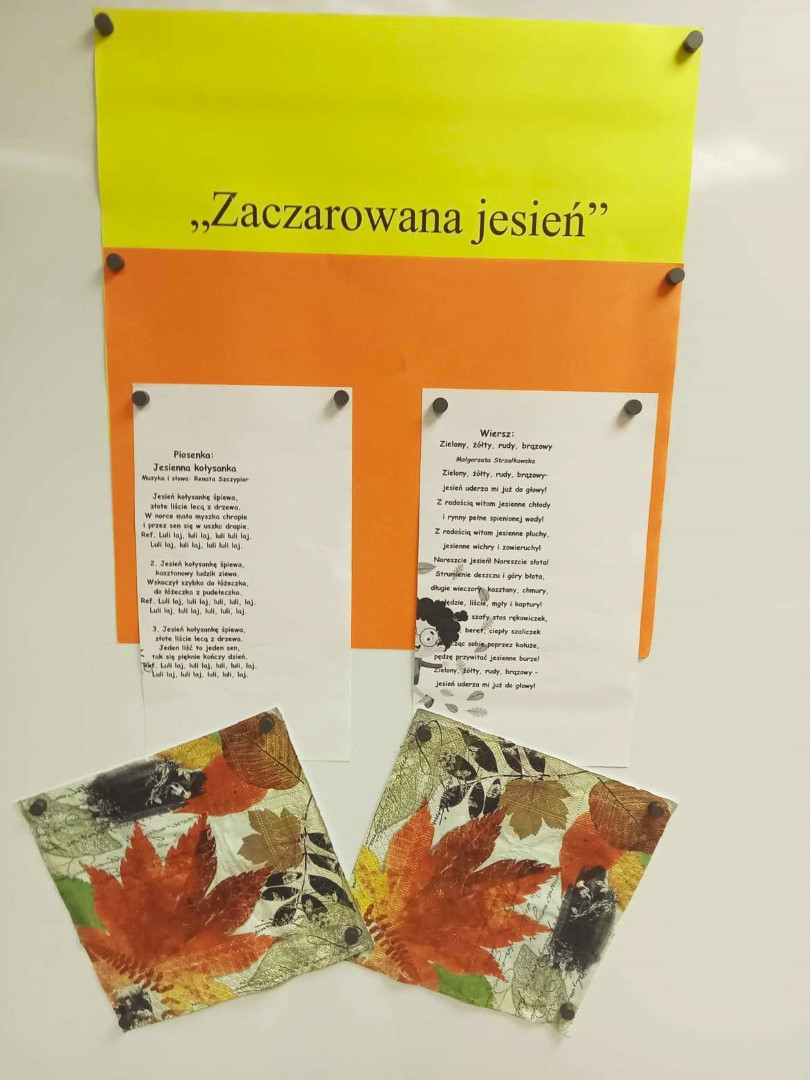 „Zaczarowana jesień”
Piosenka:
Jesienna kołysanka
Muzyka i słowa: Renata Szczypior
Jesień kołysankę śpiewa,
złote liście lecą z drzewa.
W norce mała myszka chrapie
i przez sen się w uszko drapie.
Ref. Luli laj, luli laj, luli luli laj.
Luli laj, luli laj, luli luli laj.
2. Jesień kołysankę śpiewa,
kasztanowy ludzik ziewa.
Wskoczył szybko do łóżeczka,
do łóżeczka z pudełeczka.
Ref. Luli laj, luli laj, luli, luli, laj.
Luli laj, luli laj, luli, luli, laj.
3. Jesień kołysankę śpiewa,
złote liście lecą z drzewa.
Jeden liść to jeden sen,
tak się pięknie kończy dzień.
Ref. Luli laj, luli laj, luli, luli, laj.
Luli laj, luli laj, luli, luli, laj.
Wiersz:
Zielony, żółty, rudy, brązowy
Małgorzata Strzałkowska
Zielony, żółty, rudy, brązowy-
jesień uderza mi już do głowy!
Z radością witam jesienne chłody
i rynny pełne spienionej wody!
Z radością witam jesienne pluchy,
jesienne wichry i zawieruchy!
Nareszcie jesień! Nareszcie słota!
Strumienie deszczu i góry błota,
długie wieczory, kasztany, chmury,
żołędzie, liście, mgły i kaptury!
szafy stos rękawiczek,
beret, ciepły szaliczek
sobie poprzez kałuże,
pędzę przywitać jesienne burze!
Zielony, żółty, rudy, brązowy -
jesień uderza mi już do głowy!